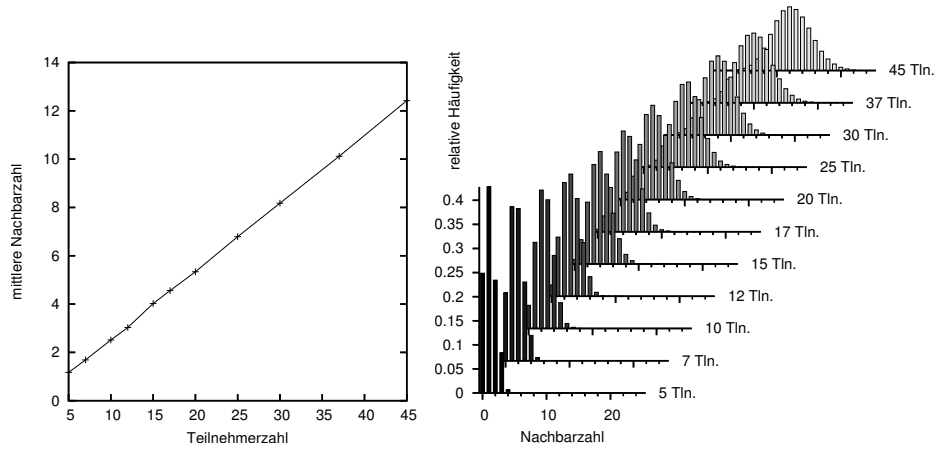 mittlere Nachbarzahl
14
12
10
8
6
4
2
0
5 10 15 20 25 30 35 40 45
Teilnehmerzahl
relative Häufigkeit
0.4
0.35
0.3
0.25
0.2
0.15
0.1
0.05
0
45 Tln.
37 Tln.
30 Tln.
25 Tln.
20 Tln.
17 Tln.
15 Tln.
12 Tln.
10 Tln.
7 Tln.
5 Tln.
0 10 20
Nachbarzahl